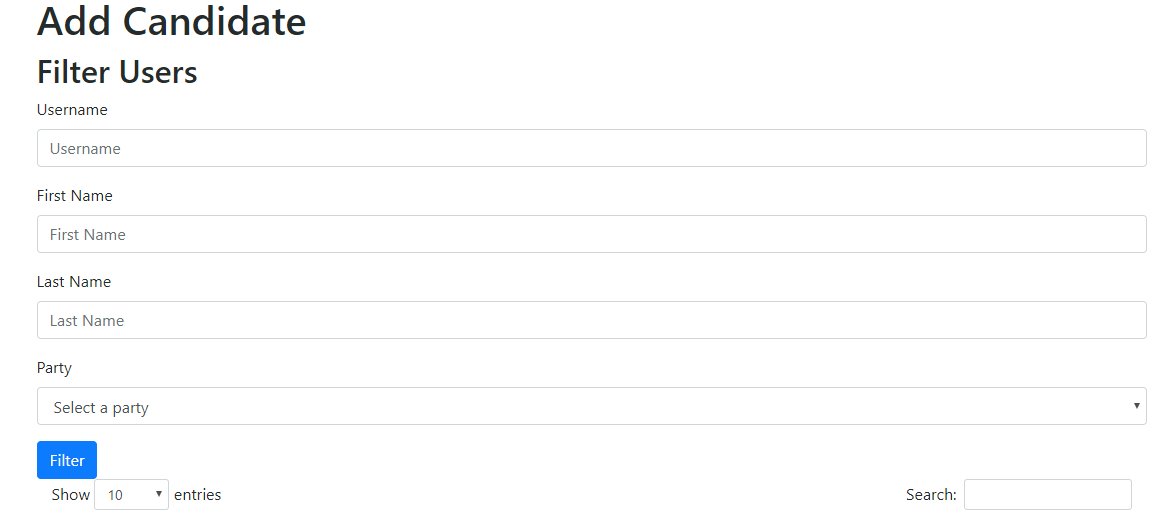 Add Candidate
Filter Users
Username
Username
First Name
First Name
Last Name
Last Name
Party
Select a party
Filter
Show 10 entries Search: